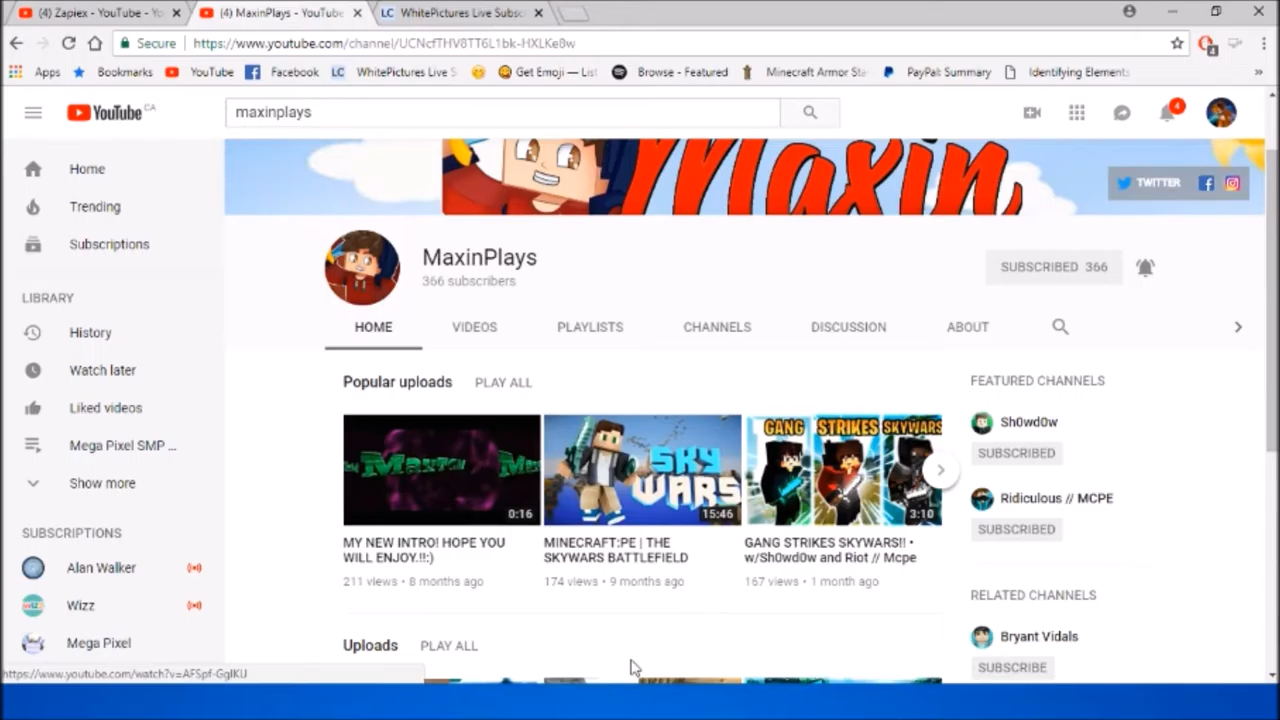 (4) Zapiex - YouTube - Yo
(4) MaxinPlays - YouTube -
WhitePictures Live Subsc
Secure
https://www.youtube.com/channel/UCNcfTHV8TT6L1bk-HXLKe8w
Apps
Bookmarks
YouTube
Facebook
LC
WhitePictures Live S
Get Emoji — List
Browse - Featured
Minecraft Armor Sta
PayPal: Summary
Identifying Elements
YouTube CA
maxinplays
4
Home
Trending
Subscriptions
LIBRARY
History
Watch later
Liked videos
Mega Pixel SMP ...
Show more
SUBSCRIPTIONS
Alan Walker
Wizz
Mega Pixel
Maxin
TWITTER
MaxinPlays
366 subscribers
SUBSCRIBED 366
HOME
VIDEOS
PLAYLISTS
CHANNELS
DISCUSSION
ABOUT
Popular uploads
PLAY ALL
0:16
MY NEW INTRO! HOPE YOU
WILL ENJOY.!!:)
211 views • 8 months ago
SKY
WARS
15:46
MINECRAFT:PE | THE
SKYWARS BATTLEFIELD
174 views • 9 months ago
GANG STRIKES SKYWARS
3:10
GANG STRIKES SKYWARS!! •
w/Sh0wd0w and Riot // Mcpe
167 views • 1 month ago
Uploads
PLAY ALL
FEATURED CHANNELS
Sh0wd0w
SUBSCRIBED
Ridiculous // MCPE
SUBSCRIBED
RELATED CHANNELS
Bryant Vidals
SUBSCRIBE
https://www.youtube.com/watch?v=AFSpf-GgIKU